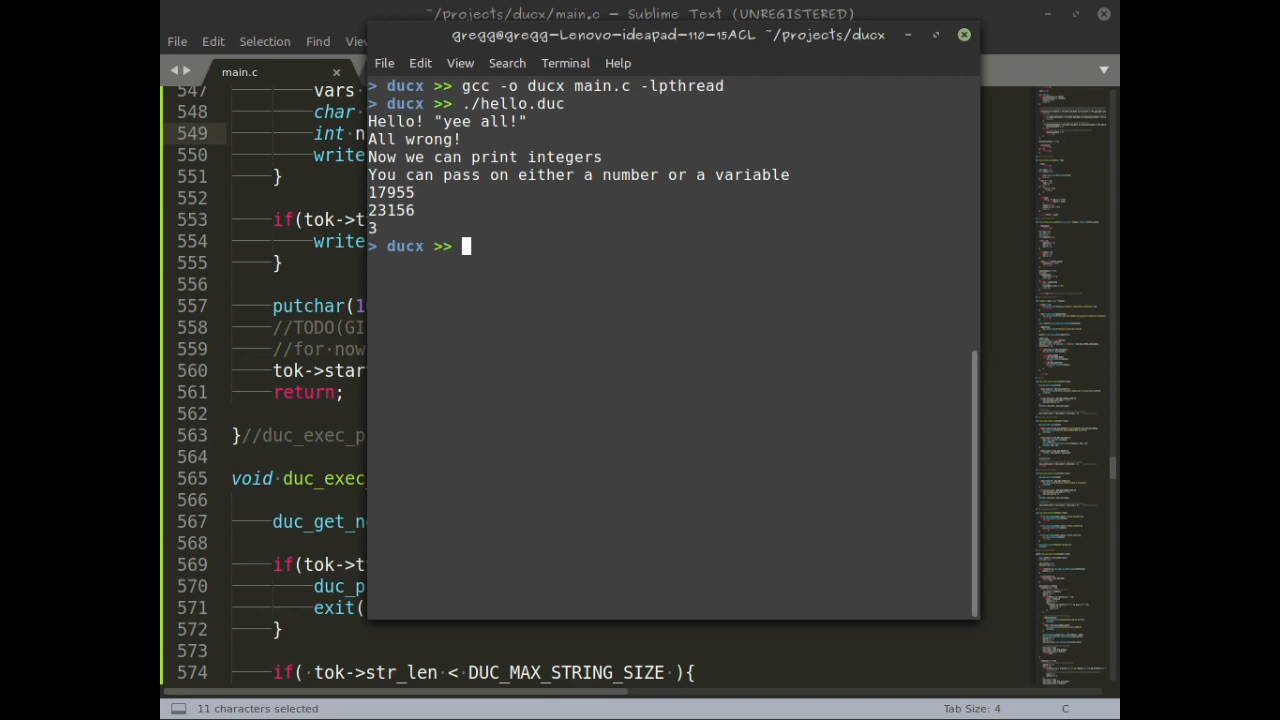 ~/projects/ducx/main.c — Sublime Text (UNREGISTERED)
File Edit Selection Find View
main.c
547 vars
548 char
549 int n
550 write
551 }
552
553 if(tok->t
554 write
555 }
556
557 putchar(1
558 //TODO(GI
559 //for now
560 tok->star
561 return;
562
563 }//duc_exec_p
564
565 void duc_exec
566
567 duc_get_n
568
569 if(tok->t
570 duc_p
571 exit(
572 }
573
574 if( tok->str_len < DUC_MAX_STRING_SIZE ){
gregg@gregg-Lenovo-ideapad-110-15ACL ~/projects/ducx
File Edit View Search Terminal Help
> ducx >> gcc -o ducx main.c -lpthread
> ducx >> ./hello.duc
Hello! "yee all!"
All wrong!
Now we can print integers
You can pass on either a number or a variable
17955
23156
3
> ducx >>
11 characters selected
Tab Size: 4
C